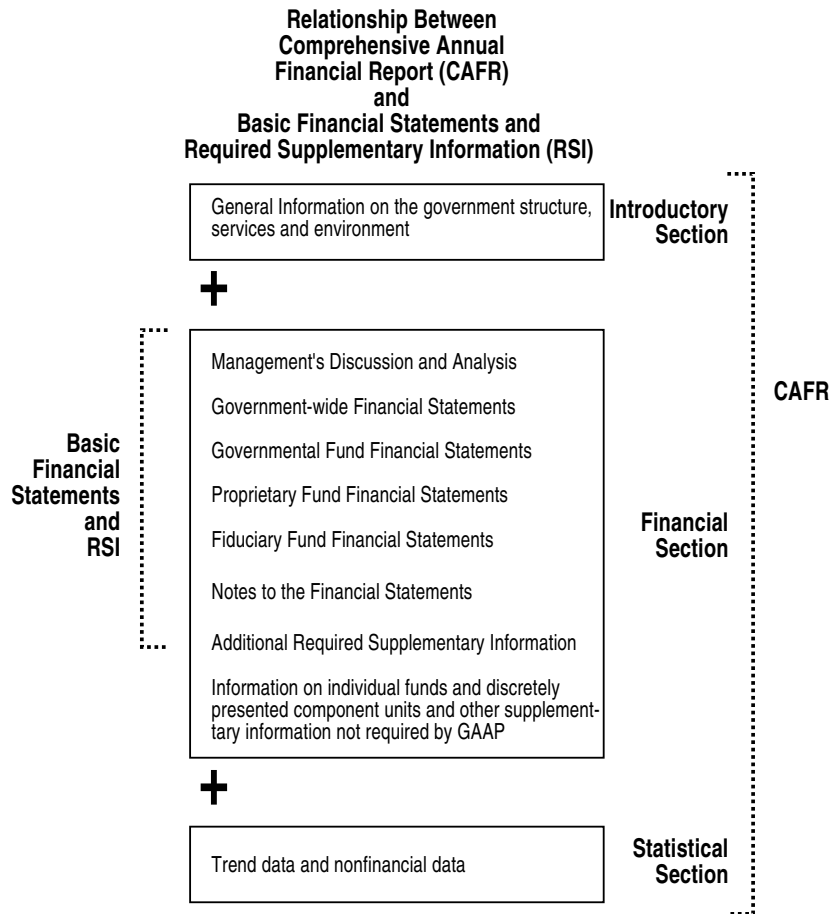 Relationship Between
Comprehensive Annual
Financial Report (CAFR)
and
Basic Financial Statements and
Required Supplementary Information (RSI)
General Information on the government structure,
services and environment
Introductory
Section
+
Management's Discussion and Analysis
Government-wide Financial Statements
Governmental Fund Financial Statements
Proprietary Fund Financial Statements
Fiduciary Fund Financial Statements
Notes to the Financial Statements
Additional Required Supplementary Information
Information on individual funds and discretely
presented component units and other supplemen-
tary information not required by GAAP
Basic
Financial
Statements
and
RSI
Financial
Section
CAFR
+
Trend data and nonfinancial data
Statistical
Section